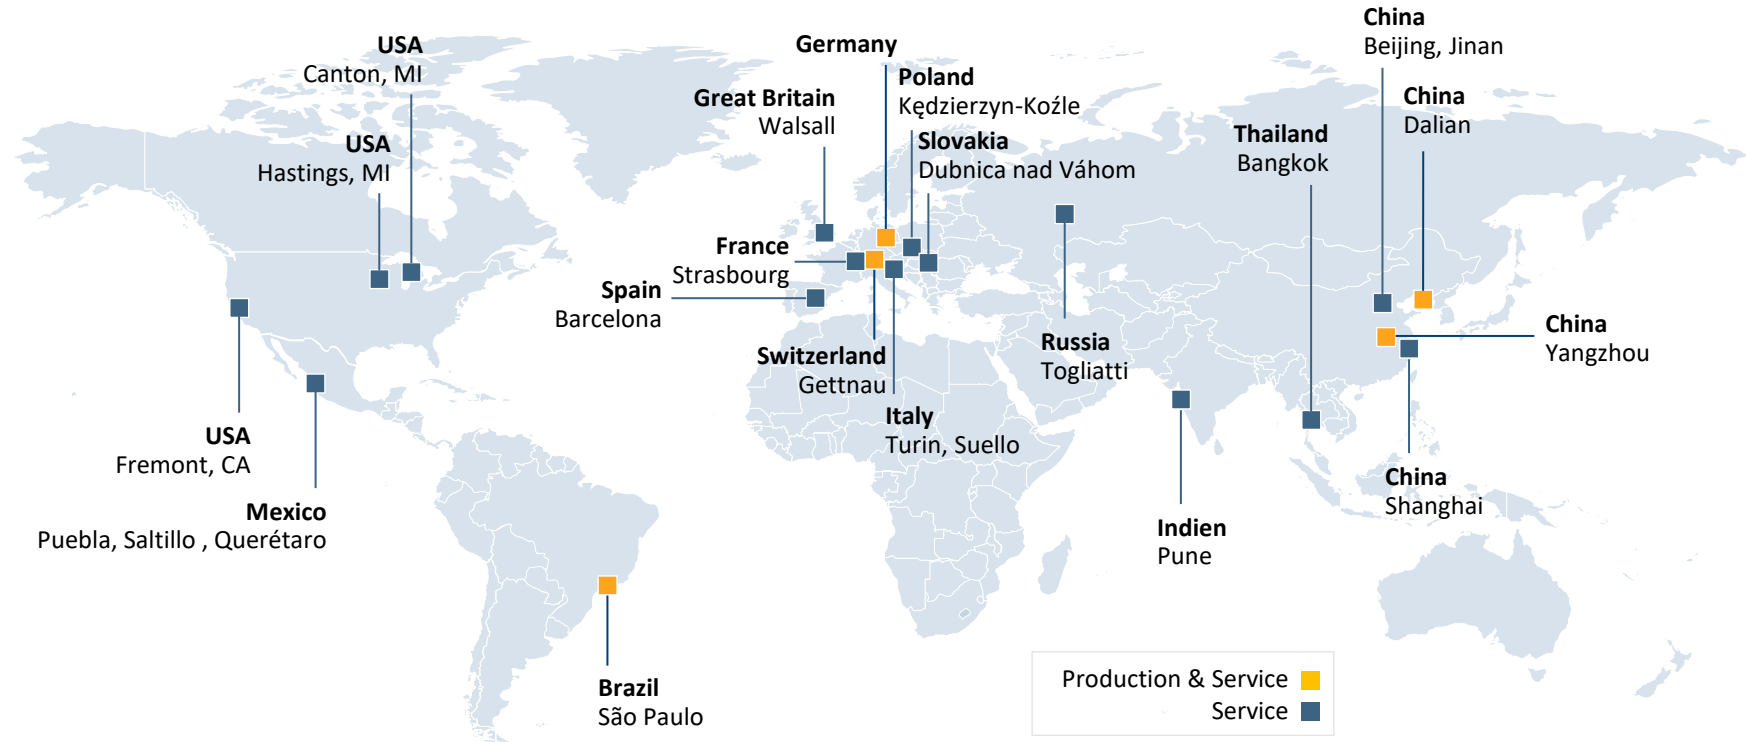 USA
Canton, MI
USA
Hastings, MI
USA
Fremont, CA
Mexico
Puebla, Saltillo , Querétaro
Brazil
São Paulo
Germany
Great Britain
Walsall
Poland
Kędzierzyn-Koźle
Slovakia
Dubnica nad Váhom
France
Strasbourg
Spain
Barcelona
Switzerland
Gettnau
Italy
Turin, Suello
Russia
Togliatti
Indien
Pune
Thailand
Bangkok
China
Beijing, Jinan
China
Dalian
China
Yangzhou
China
Shanghai
Production & Service
Service